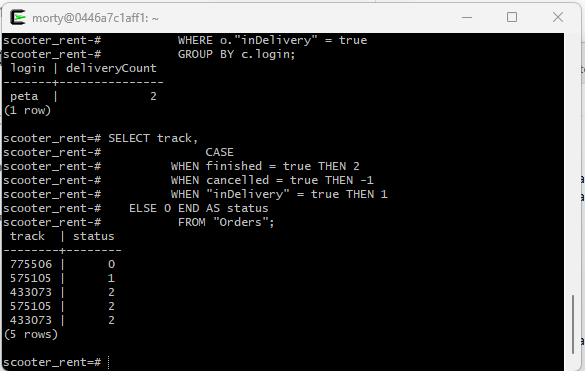 morty@0446a7c1aff1: ~
scooter_rent-# WHERE o."inDelivery" = true
scooter_rent-# GROUP BY c.login;
login | deliveryCount
-------+---------------
peta | 2
(1 row)
scooter_rent=# SELECT track,
scooter_rent-# CASE
scooter_rent-# WHEN finished = true THEN 2
scooter_rent-# WHEN cancelled = true THEN -1
scooter_rent-# WHEN "inDelivery" = true THEN 1
scooter_rent-# ELSE 0 END AS status
scooter_rent-# FROM "Orders";
track | status
--------+--------
775506 | 0
575105 | 1
433073 | 2
575105 | 2
433073 | 2
(5 rows)
scooter_rent=#